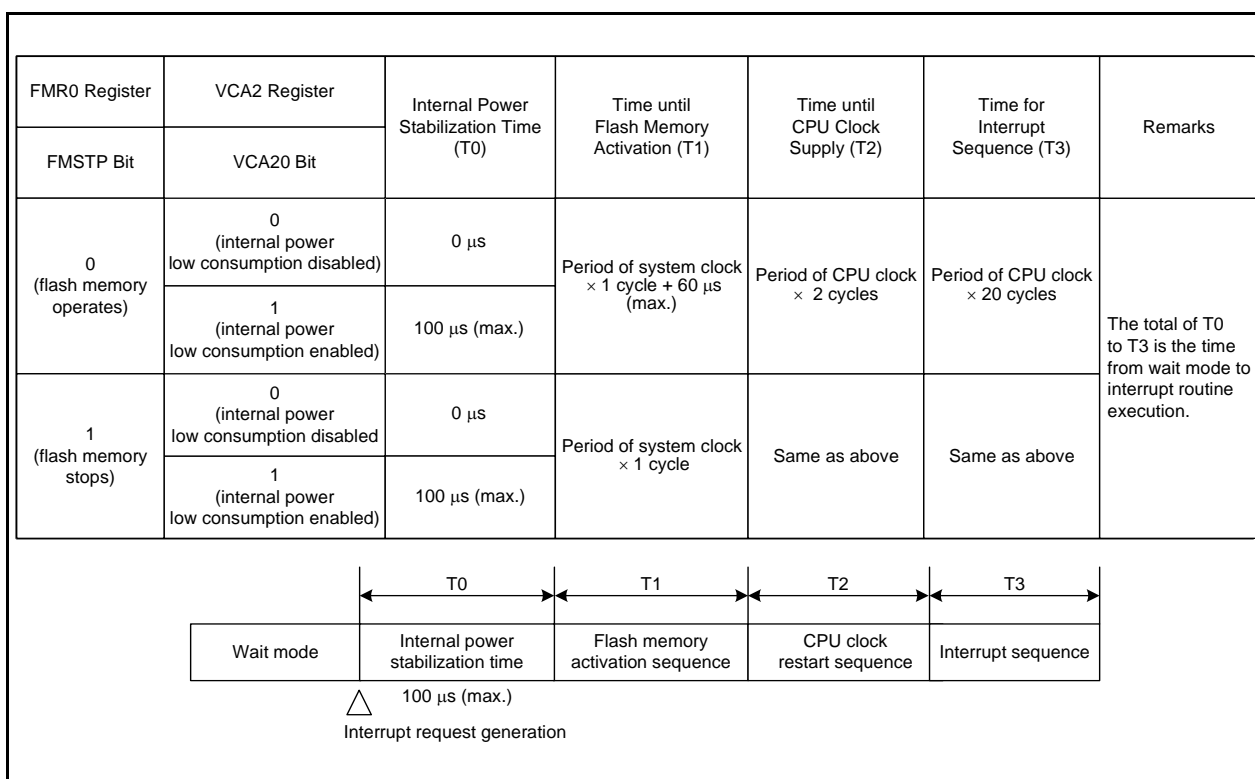 FMR0 Register
VCA2 Register
Internal Power
Stabilization Time
(T0)
Time until
Flash Memory
Activation (T1)
Time until
CPU Clock
Supply (T2)
Time for
Interrupt
Sequence (T3)
Remarks
FMSTP Bit
VCA20 Bit
0
(flash memory
operates)
0
(internal power
low consumption disabled)
0 μs
Period of system clock
× 1 cycle + 60 μs
(max.)
Period of CPU clock
× 2 cycles
Period of CPU clock
× 20 cycles
The total of T0
to T3 is the time
from wait mode to
interrupt routine
execution.
1
(internal power
low consumption enabled)
100 μs (max.)
1
(flash memory
stops)
0
(internal power
low consumption disabled
0 μs
Period of system clock
× 1 cycle
Same as above
Same as above
1
(internal power
low consumption enabled)
100 μs (max.)
T0
T1
T2
T3
Wait mode
Internal power
stabilization time
Flash memory
activation sequence
CPU clock
restart sequence
Interrupt sequence
100 μs (max.)
Interrupt request generation